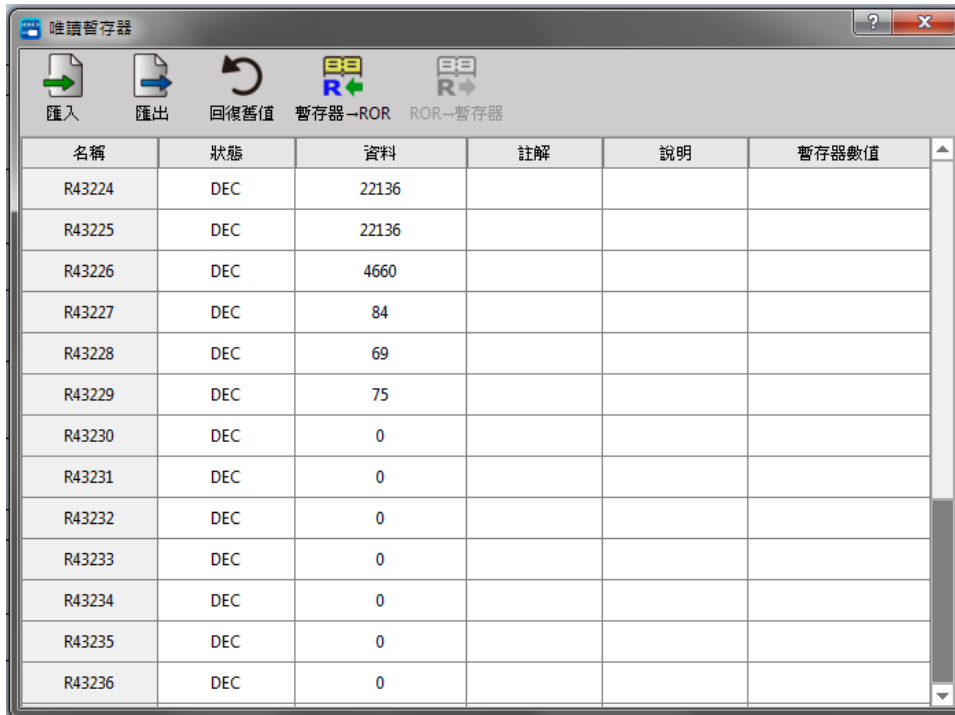 唯讀暫存器
匯入 匯出 回復舊值 暫存器→ROR ROR→暫存器
名稱 狀態 資料 註解 說明 暫存器數值
R43224 DEC 22136
R43225 DEC 22136
R43226 DEC 4660
R43227 DEC 84
R43228 DEC 69
R43229 DEC 75
R43230 DEC 0
R43231 DEC 0
R43232 DEC 0
R43233 DEC 0
R43234 DEC 0
R43235 DEC 0
R43236 DEC 0